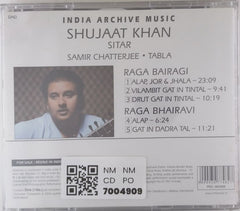 INDIA ARCHIVE MUSIC
SHUJAAT KHAN
SITAR
SAMIR CHATTERJEE • TABLA
RAGA BAIRAGI
1 ALAP, JOR & JHALA – 23:09
2 VILAMBIT GAT IN TINTAL – 9:41
3 DRUT GAT IN TINTAL – 10:19
RAGA BHAIRAVI
4 ALAP – 6:24
5 GAT IN DADRA TAL – 11:21
NM NM
CD PO
7004909